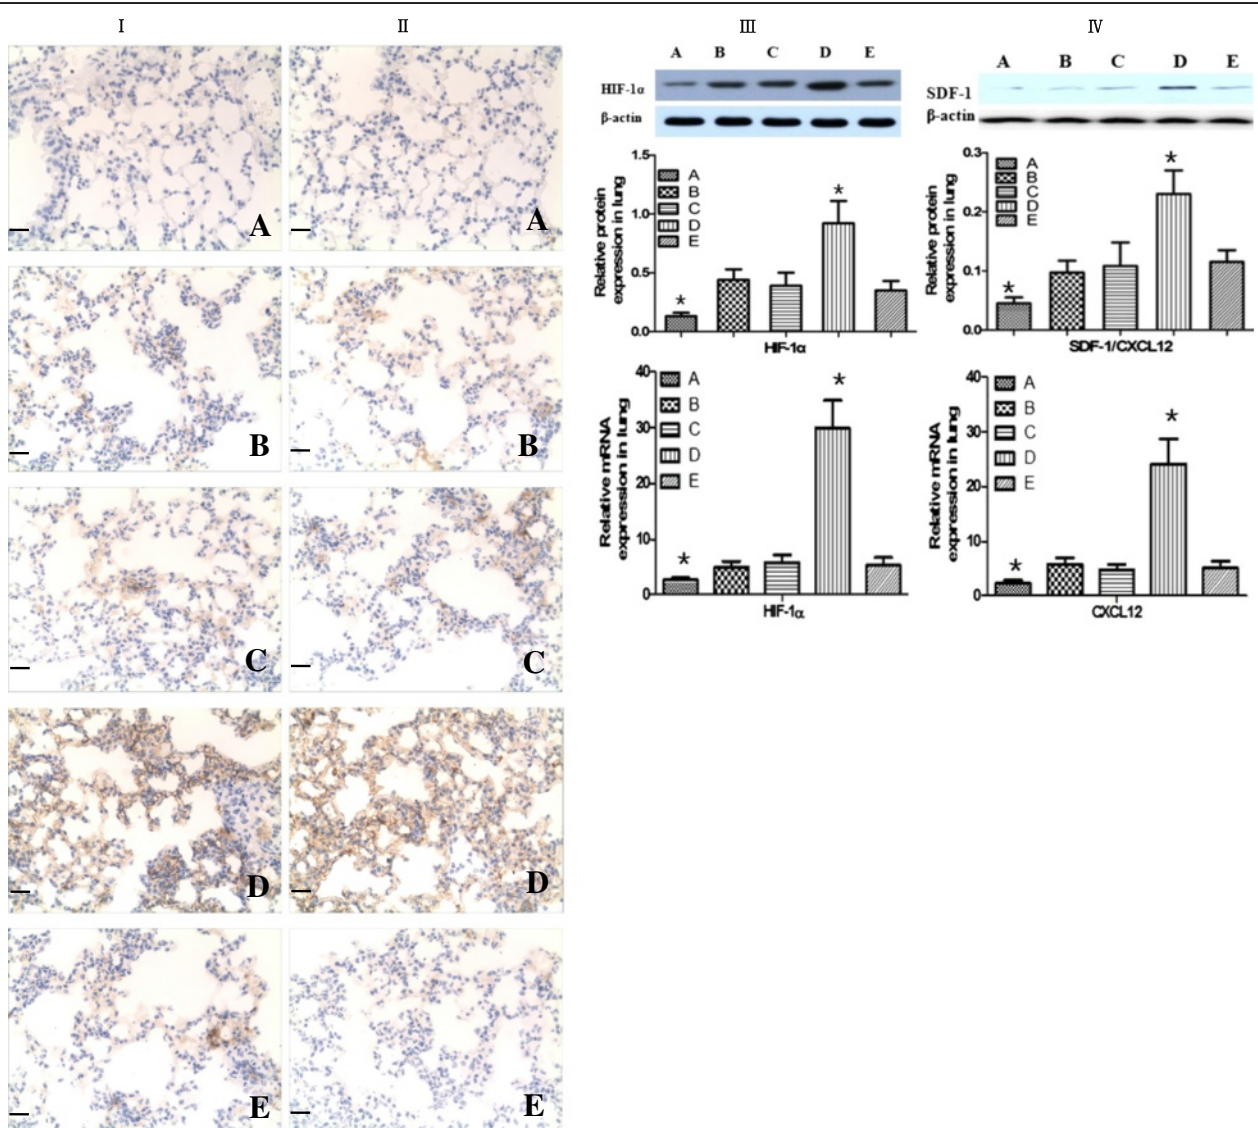 Ⅰ Ⅱ Ⅲ Ⅳ
A
A
B
B
C
C
D
D
E
E
A B C D E
HIF-1α
β-actin
1.5
1.0
0.5
0.0
Relative protein
expression in lung
A
B
C
D
E
*
*
HIF-1α
40
30
20
10
0
Relative mRNA
expression in lung
A
B
C
D
E
*
*
HIF-1α
A B C D E
SDF-1
β-actin
0.3
0.2
0.1
0.0
Relative protein
expression in lung
A
B
C
D
E
*
*
SDF-1/CXCL12
40
30
20
10
0
Relative mRNA
expression in lung
A
B
C
D
E
*
*
CXCL12